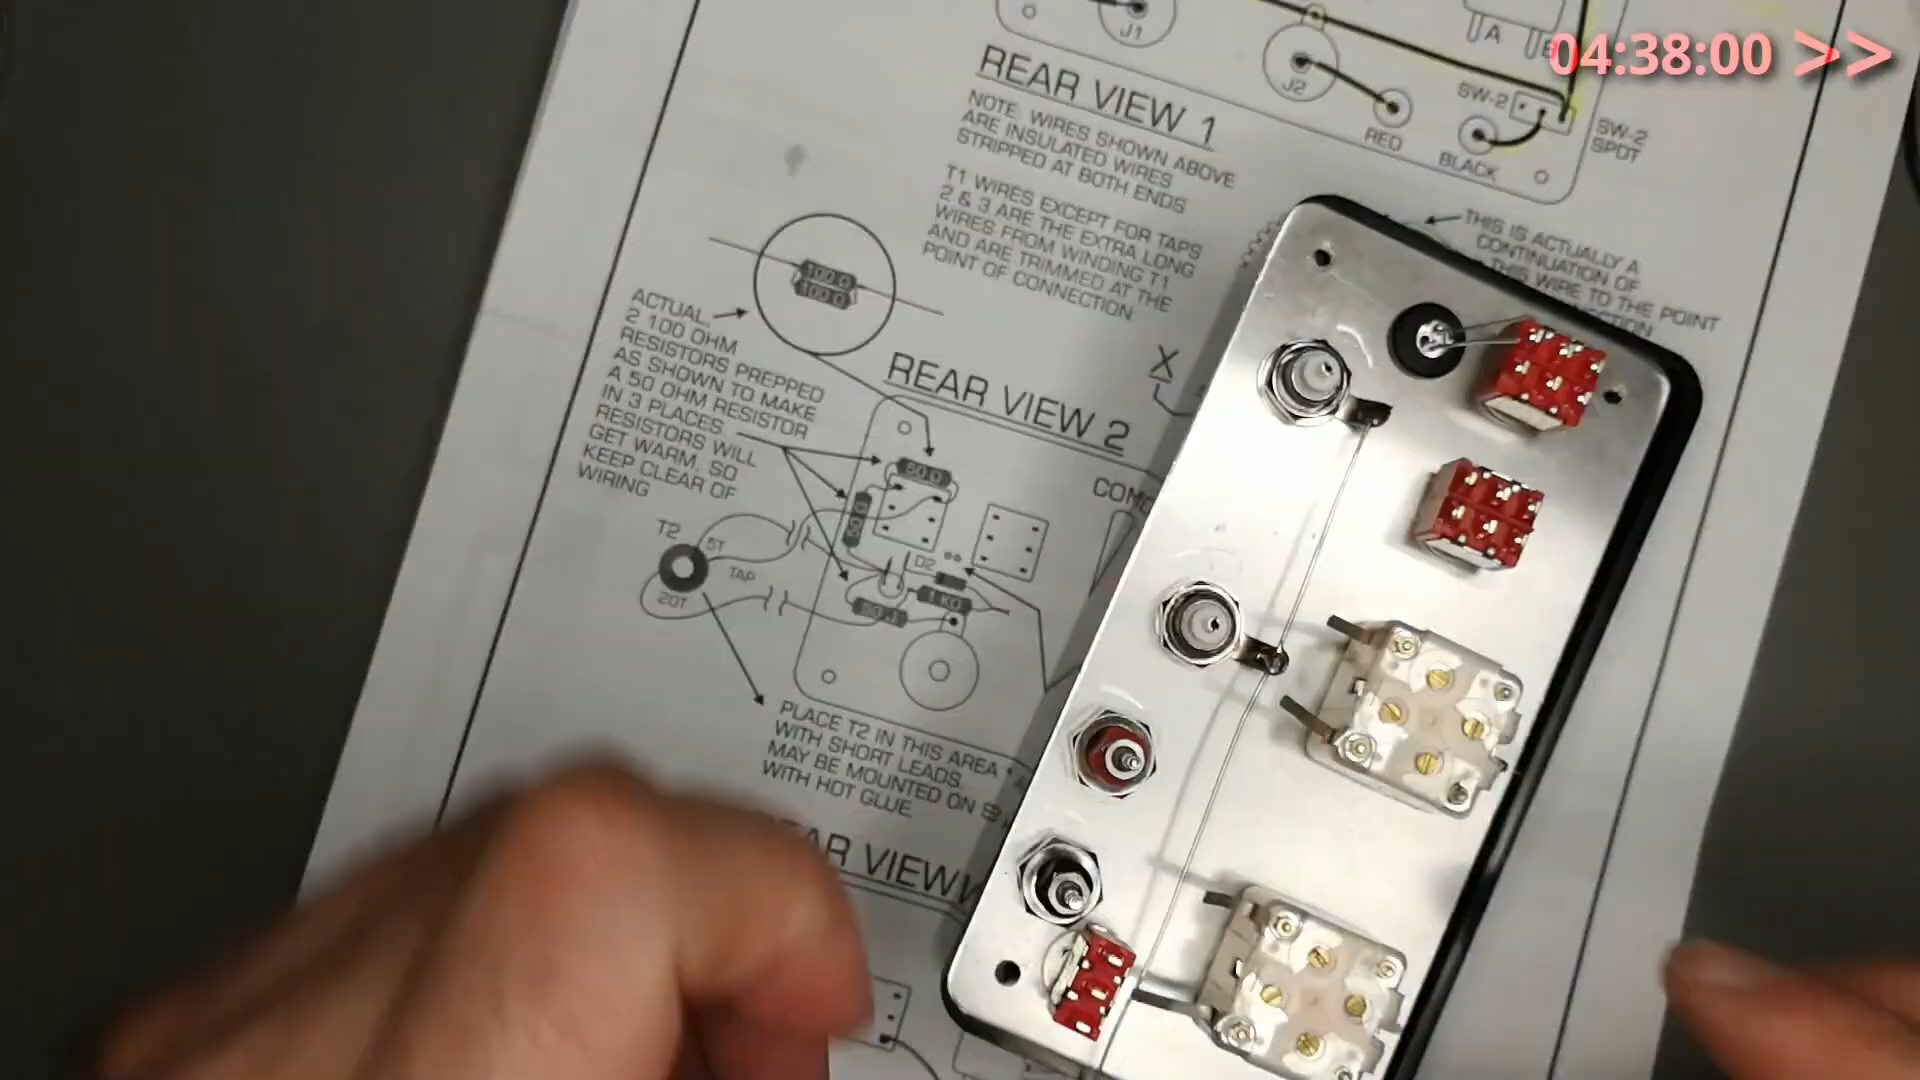 04:38:00 >>
J1
A
J2
SW-2
RED
BLACK
SW-2
SPDT
REAR VIEW 1
NOTE: WIRES SHOWN ABOVE
ARE INSULATED WIRES
STRIPPED AT BOTH ENDS
T1 WIRES EXCEPT FOR TAPS
2 & 3 ARE THE EXTRA LONG
WIRES FROM WINDING T1
AND ARE TRIMMED AT THE
POINT OF CONNECTION
THIS IS ACTUALLY A
CONTINUATION OF
THIS WIRE TO THE POINT
100 Ω
100 Ω
ACTUAL,
2 100 OHM
RESISTORS PREPPED
AS SHOWN TO MAKE
A 50 OHM RESISTOR
IN 3 PLACES.
RESISTORS WILL
GET WARM, SO
KEEP CLEAR OF
WIRING
REAR VIEW 2
X
50 Ω
50 Ω
T2
5T
TAP
20T
D2
1 KΩ
50 Ω
PLACE T2 IN THIS AREA
WITH SHORT LEADS.
MAY BE MOUNTED ON
WITH HOT GLUE
REAR VIEW